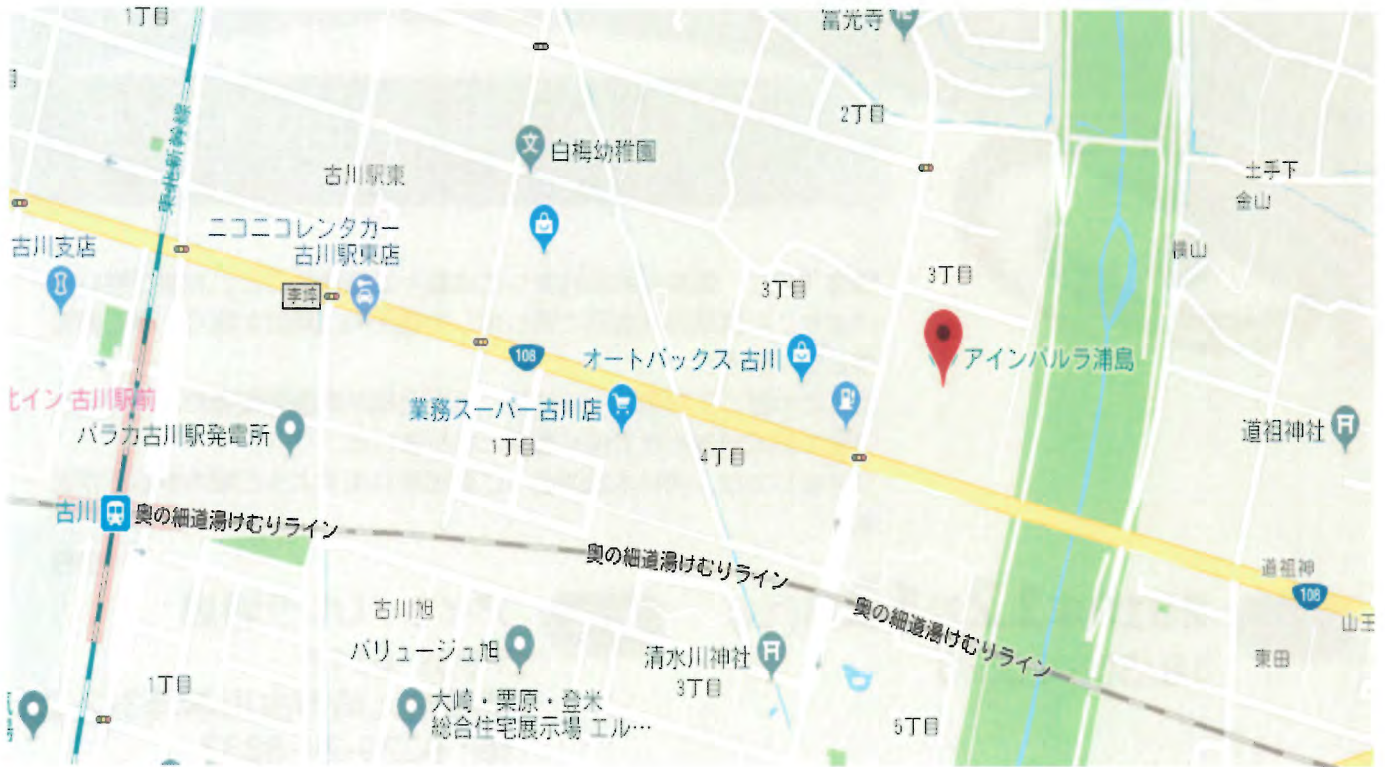 1丁目
富光寺
2丁目
東北新幹線
白梅幼稚園
古川駅東
土手下
金山
ニコニコレンタカー
古川駅東店
古川支店
横山
3丁目
3丁目
李埣
108
オートバックス 古川
アインパルラ浦島
業務スーパー古川店
北イン 古川駅前
パラカ古川駅発電所
1丁目
4丁目
道祖神社
古川
奥の細道湯けむりライン
奥の細道湯けむりライン
道祖神
108
奥の細道湯けむりライン
古川旭
山王
バリュージュ旭
清水川神社
東田
1丁目
3丁目
大崎・栗原・登米
総合住宅展示場 エル…
5丁目